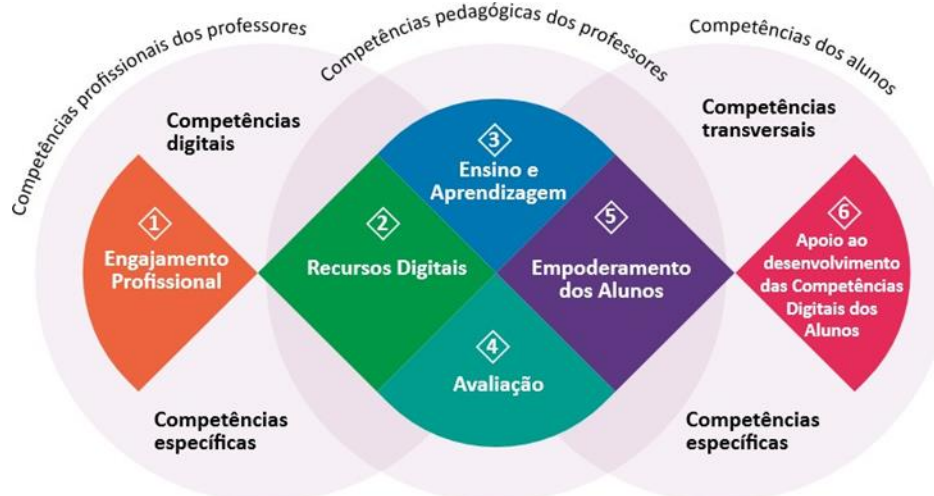 Competências profissionais dos professores
Competências pedagógicas dos professores
Competências dos alunos
Competências
digitais
Competências
transversais
1
Engajamento
Profissional
2
Recursos Digitais
3
Ensino e
Aprendizagem
4
Avaliação
5
Empoderamento
dos Alunos
6
Apoio ao
desenvolvimento
das Competências
Digitais dos
Alunos
Competências
específicas
Competências
específicas